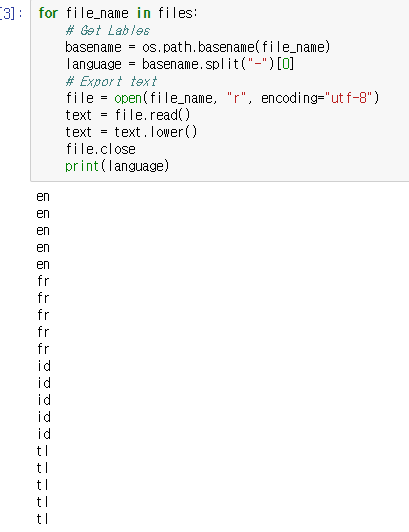 [3]:
for file_name in files:
    # Get Lables
    basename = os.path.basename(file_name)
    language = basename.split("-")[0]
    # Export text
    file = open(file_name, "r", encoding="utf-8")
    text = file.read()
    text = text.lower()
    file.close
    print(language)
en
en
en
en
en
fr
fr
fr
fr
fr
id
id
id
id
id
tl
tl
tl
tl
tl